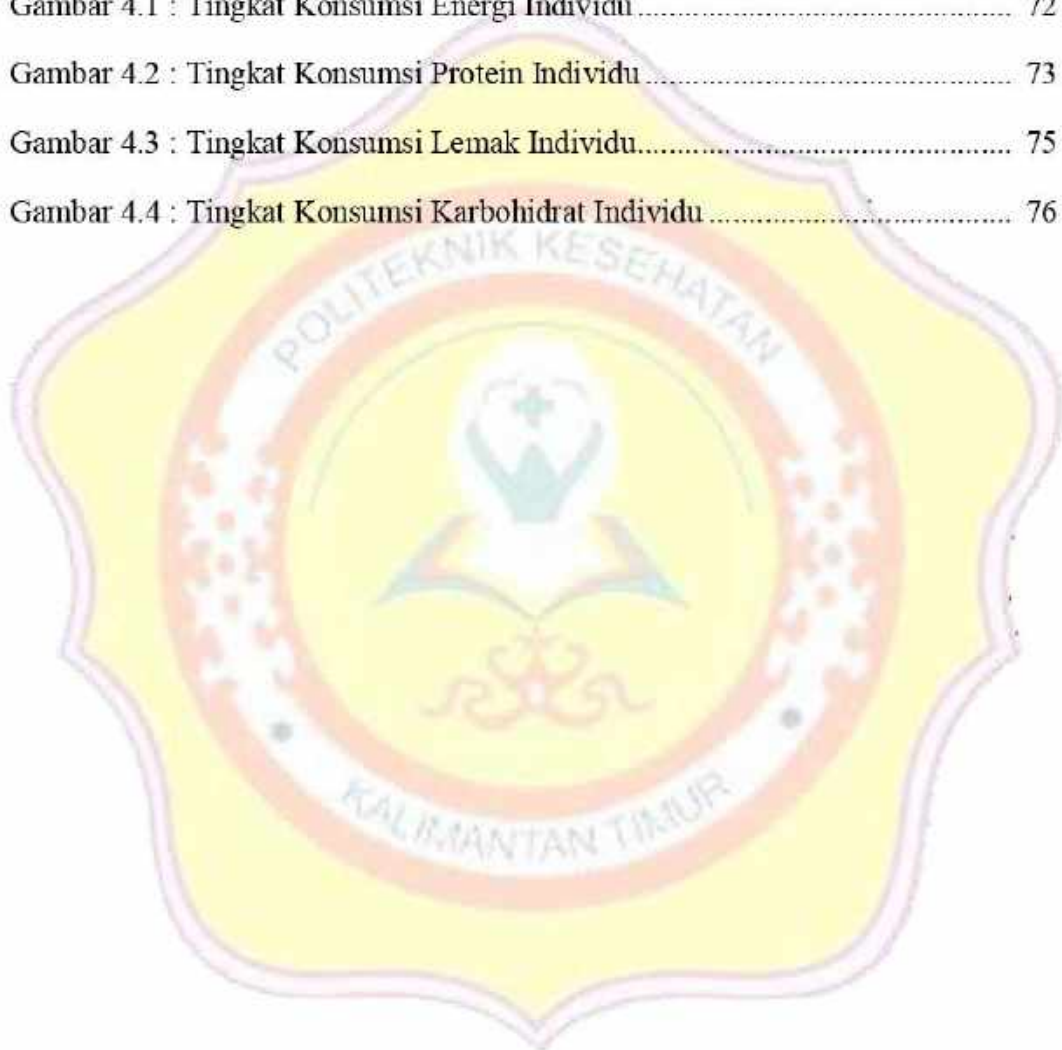 Gambar 4.1 : Tingkat Konsumsi Energi Individu ........................................ 72
Gambar 4.2 : Tingkat Konsumsi Protein Individu ........................................ 73
Gambar 4.3 : Tingkat Konsumsi Lemak Individu........................................ 75
Gambar 4.4 : Tingkat Konsumsi Karbohidrat Individu ................................ 76
POLITEKNIK KESEHATAN
KALIMANTAN TIMUR